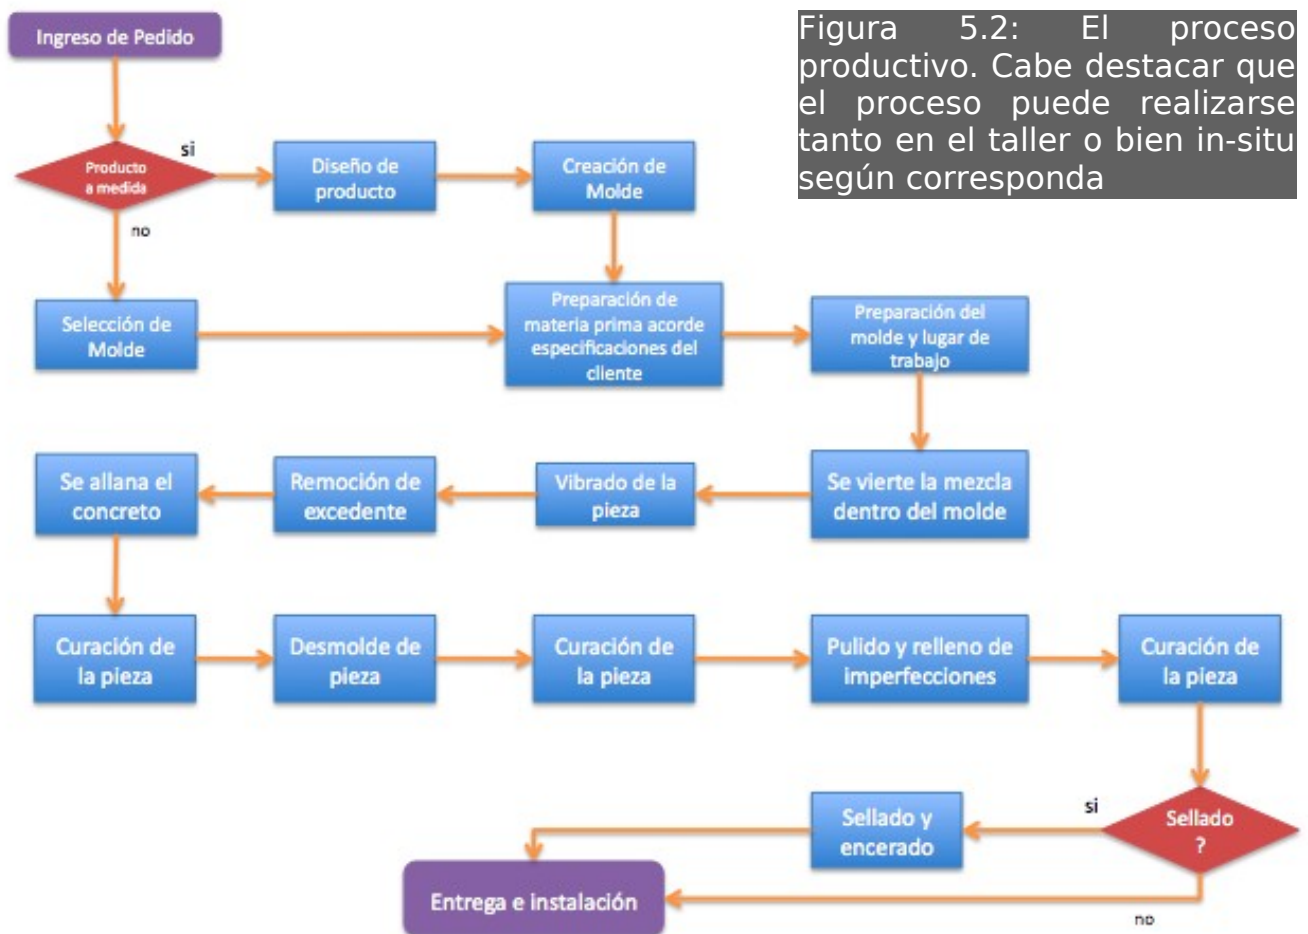 Ingreso de Pedido
Figura 5.2: El proceso
productivo. Cabe destacar que
el proceso puede realizarse
tanto en el taller o bien in-situ
según corresponda
Producto
a medida
si
no
Diseño de
producto
Creación de
Molde
Selección de
Molde
Preparación de
materia prima acorde
especificaciones del
cliente
Preparación del
molde y lugar de
trabajo
Se vierte la mezcla
dentro del molde
Vibrado de la
pieza
Remoción de
excedente
Se allana el
concreto
Curación de
la pieza
Desmolde de
pieza
Curación de
la pieza
Pulido y relleno de
imperfecciones
Curación de
la pieza
Sellado
?
si
Sellado y
encerado
no
Entrega e instalación